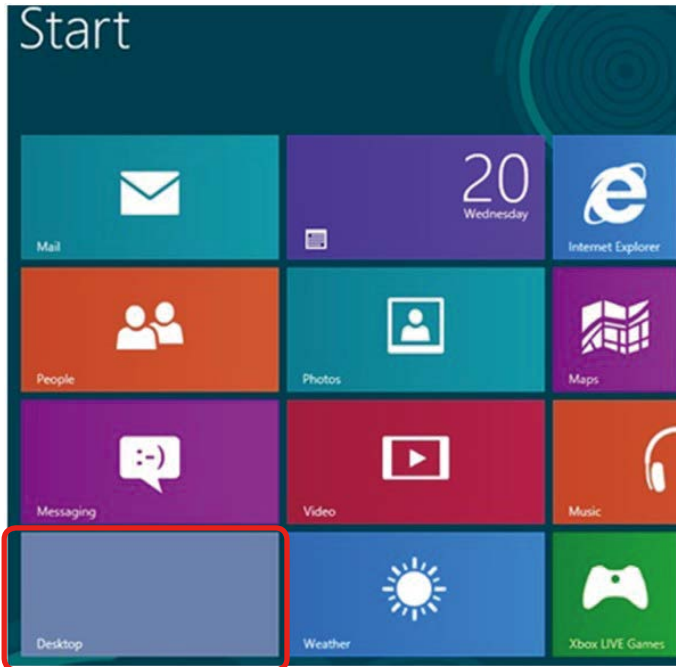 Start
20
Wednesday
Mail
Internet Explorer
People
Photos
Maps
:-)
Messaging
Video
Music
Desktop
Weather
Xbox LIVE Games